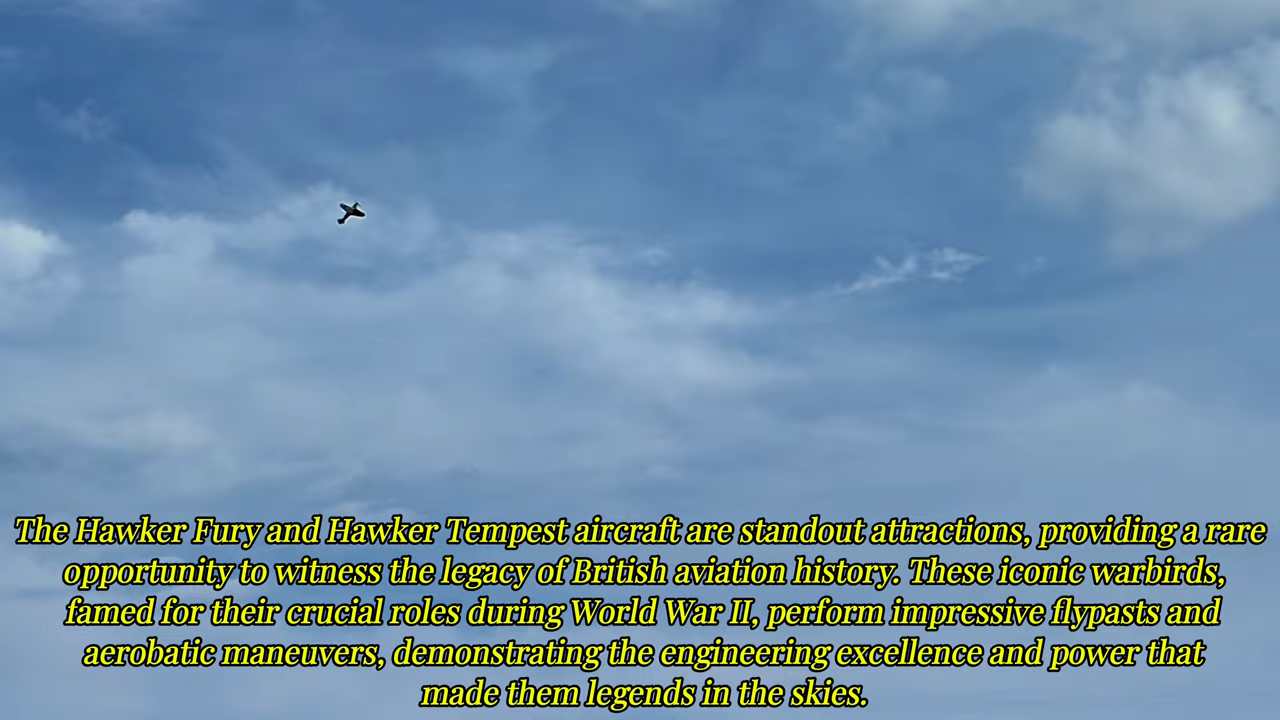 The Hawker Fury and Hawker Tempest aircraft are standout attractions, providing a rare
opportunity to witness the legacy of British aviation history. These iconic warbirds,
famed for their crucial roles during World War II, perform impressive flypasts and
aerobatic maneuvers, demonstrating the engineering excellence and power that
made them legends in the skies.